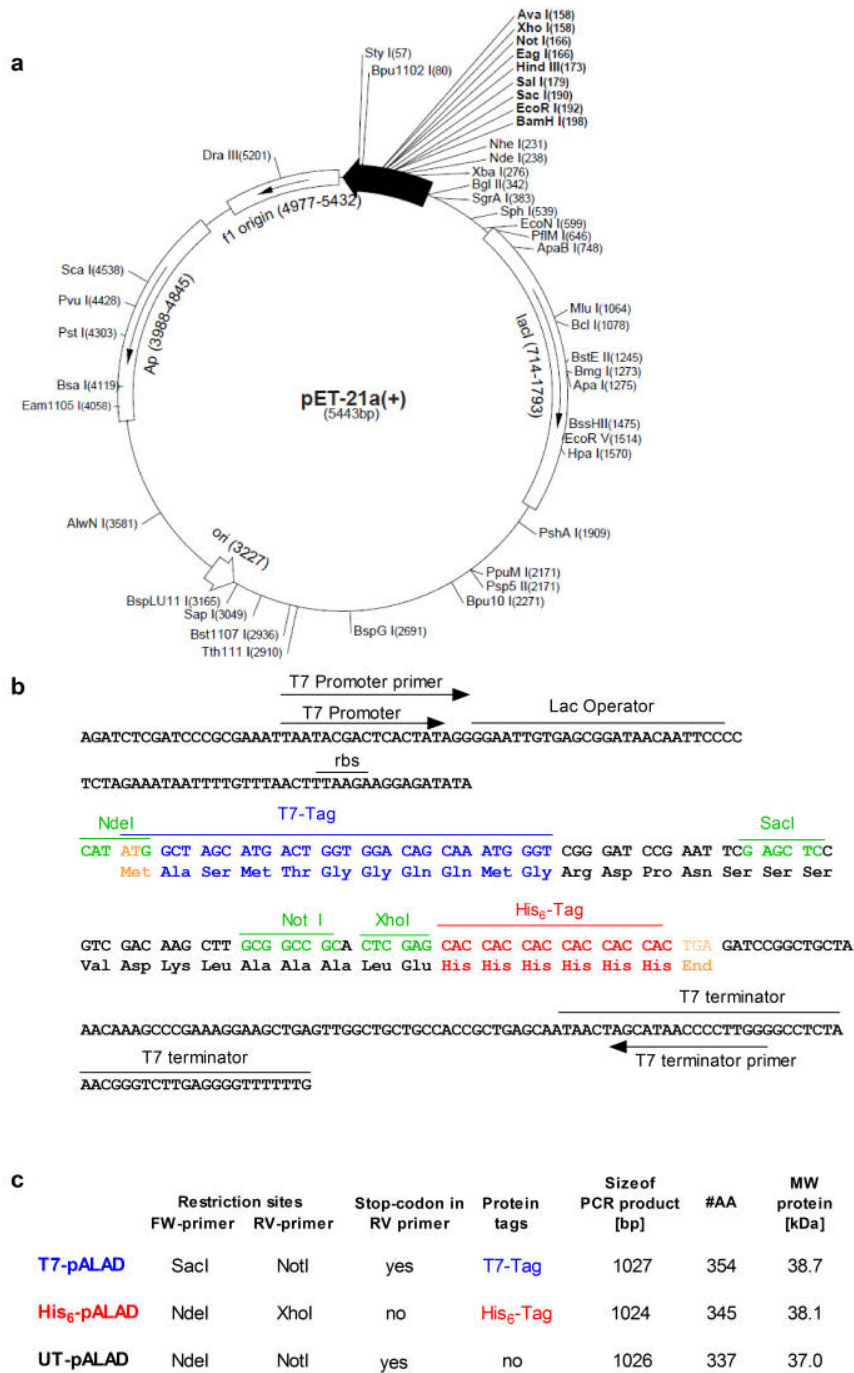 a
Ava I(158)
Xho I(158)
Not I(166)
Eag I(166)
Hind III(173)
Sal I(179)
Sac I(190)
EcoR I(192)
BamH I(198)
Sty I(57)
Bpu1102 I(80)
Nhe I(231)
Nde I(238)
Xba I(276)
Bgl II(342)
SgrA I(383)
Sph I(539)
EcoN I(599)
PflM I(646)
ApaB I(748)
Dra III(5201)
f1 origin (4977-5432)
Sca I(4538)
Pvu I(4428)
Pst I(4303)
Bsa I(4119)
Eam1105 I(4058)
Ap (3988-4845)
lacI (714-1793)
Mlu I(1064)
Bcl I(1078)
BstE II(1245)
Bmg I(1273)
Apa I(1275)
BssHII(1475)
EcoR V(1514)
Hpa I(1570)
pET-21a(+)
(5443bp)
AlwN I(3581)
PshA I(1909)
ori (3227)
PpuM I(2171)
Psp5 II(2171)
Bpu10 I(2271)
BspLU11 I(3165)
Sap I(3049)
Bst1107 I(2936)
Tth111 I(2910)
BspG I(2691)
b
T7 Promoter primer
T7 Promoter Lac Operator
AGATCTCGATCCCGCGAAATTAATACGACTCACTATAGGGGAATTGTGAGCGGATAACAATTCCCC
rbs
TCTAGAAATAATTTTGTTTAACTTTAAGAAGGAGATATA
NdeI T7-Tag SacI
CAT ATG GCT AGC ATG ACT GGT GGA CAG CAA ATG GGT CGG GAT CCG AAT TCG AGC TCC
Met Ala Ser Met Thr Gly Gly Gln Gln Met Gly Arg Asp Pro Asn Ser Ser Ser
Not I XhoI His6-Tag
GTC GAC AAG CTT GCG GCC GCA CTC GAG CAC CAC CAC CAC CAC CAC TGA GATCCGGCTGCTA
Val Asp Lys Leu Ala Ala Ala Leu Glu His His His His His His End
T7 terminator
AACAAAGCCCGAAAGGAAGCTGAGTTGGCTGCTGCCACCGCTGAGCAATAACTAGCATAACCCCTTGGGGCCTCTA
T7 terminator T7 terminator primer
AACGGGTCTTGAGGGGTTTTTTG
c
Restriction sites
FW-primer RV-primer
Stop-codon in
RV primer
Protein
tags
Sizeof
PCR product
[bp]
#AA
MW
protein
[kDa]
T7-pALAD SacI NotI yes T7-Tag 1027 354 38.7
His6-pALAD NdeI XhoI no His6-Tag 1024 345 38.1
UT-pALAD NdeI NotI yes no 1026 337 37.0